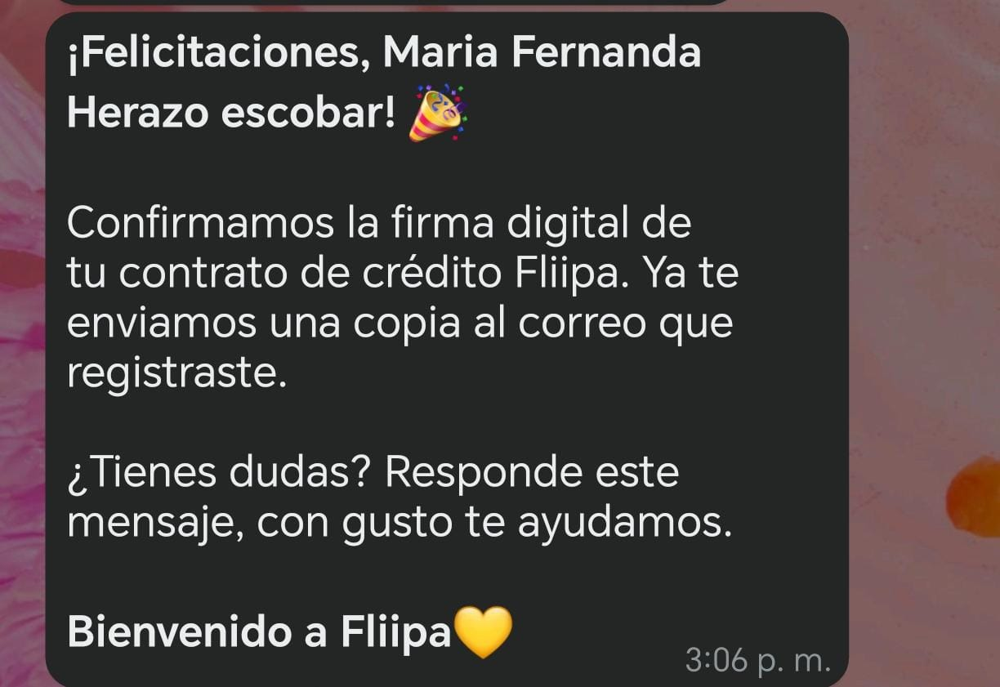 ¡Felicitaciones, Maria Fernanda
Herazo escobar! 🎉
Confirmamos la firma digital de
tu contrato de crédito Fliipa. Ya te
enviamos una copia al correo que
registraste.
¿Tienes dudas? Responde este
mensaje, con gusto te ayudamos.
Bienvenido a Fliipa💛
3:06 p. m.